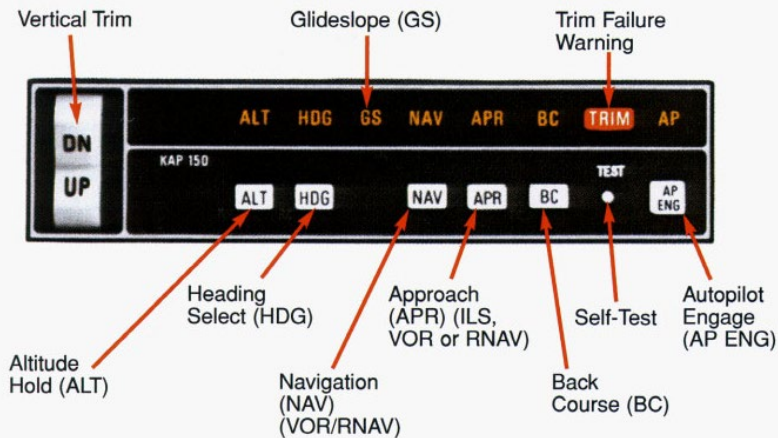 Vertical Trim
Glideslope (GS)
Trim Failure
Warning
ALT HDG GS NAV APR BC TRIM AP
DN
UP
KAP 150
TEST
ALT HDG NAV APR BC AP
ENG
Heading
Select (HDG)
Approach
(APR) (ILS,
VOR or RNAV)
Self-Test
Autopilot
Engage
(AP ENG)
Altitude
Hold (ALT)
Navigation
(NAV)
(VOR/RNAV)
Back
Course (BC)